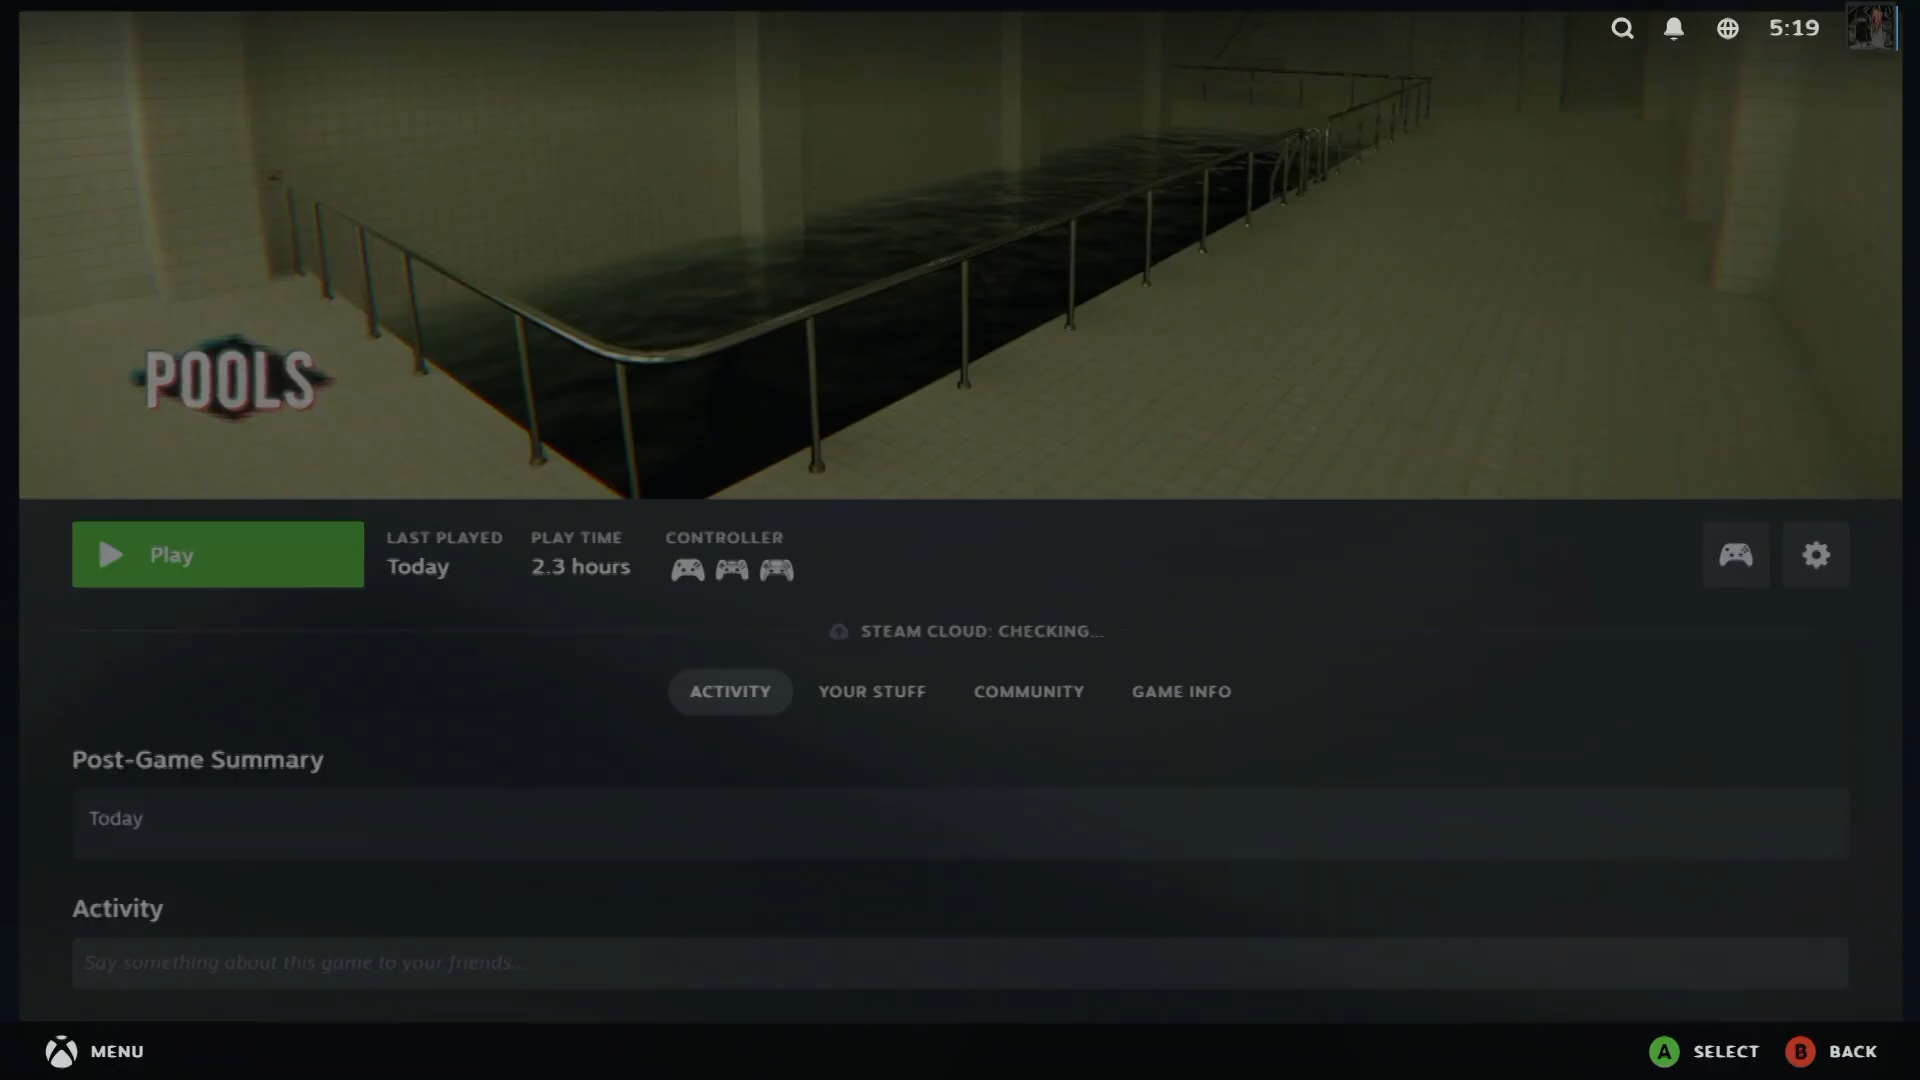 5:19
POOLS
Play
LAST PLAYED
Today
PLAY TIME
2.3 hours
CONTROLLER
STEAM CLOUD: CHECKING...
ACTIVITY
YOUR STUFF
COMMUNITY
GAME INFO
Post-Game Summary
Today
Activity
Say something about this game to your friends...
MENU
A SELECT
B BACK